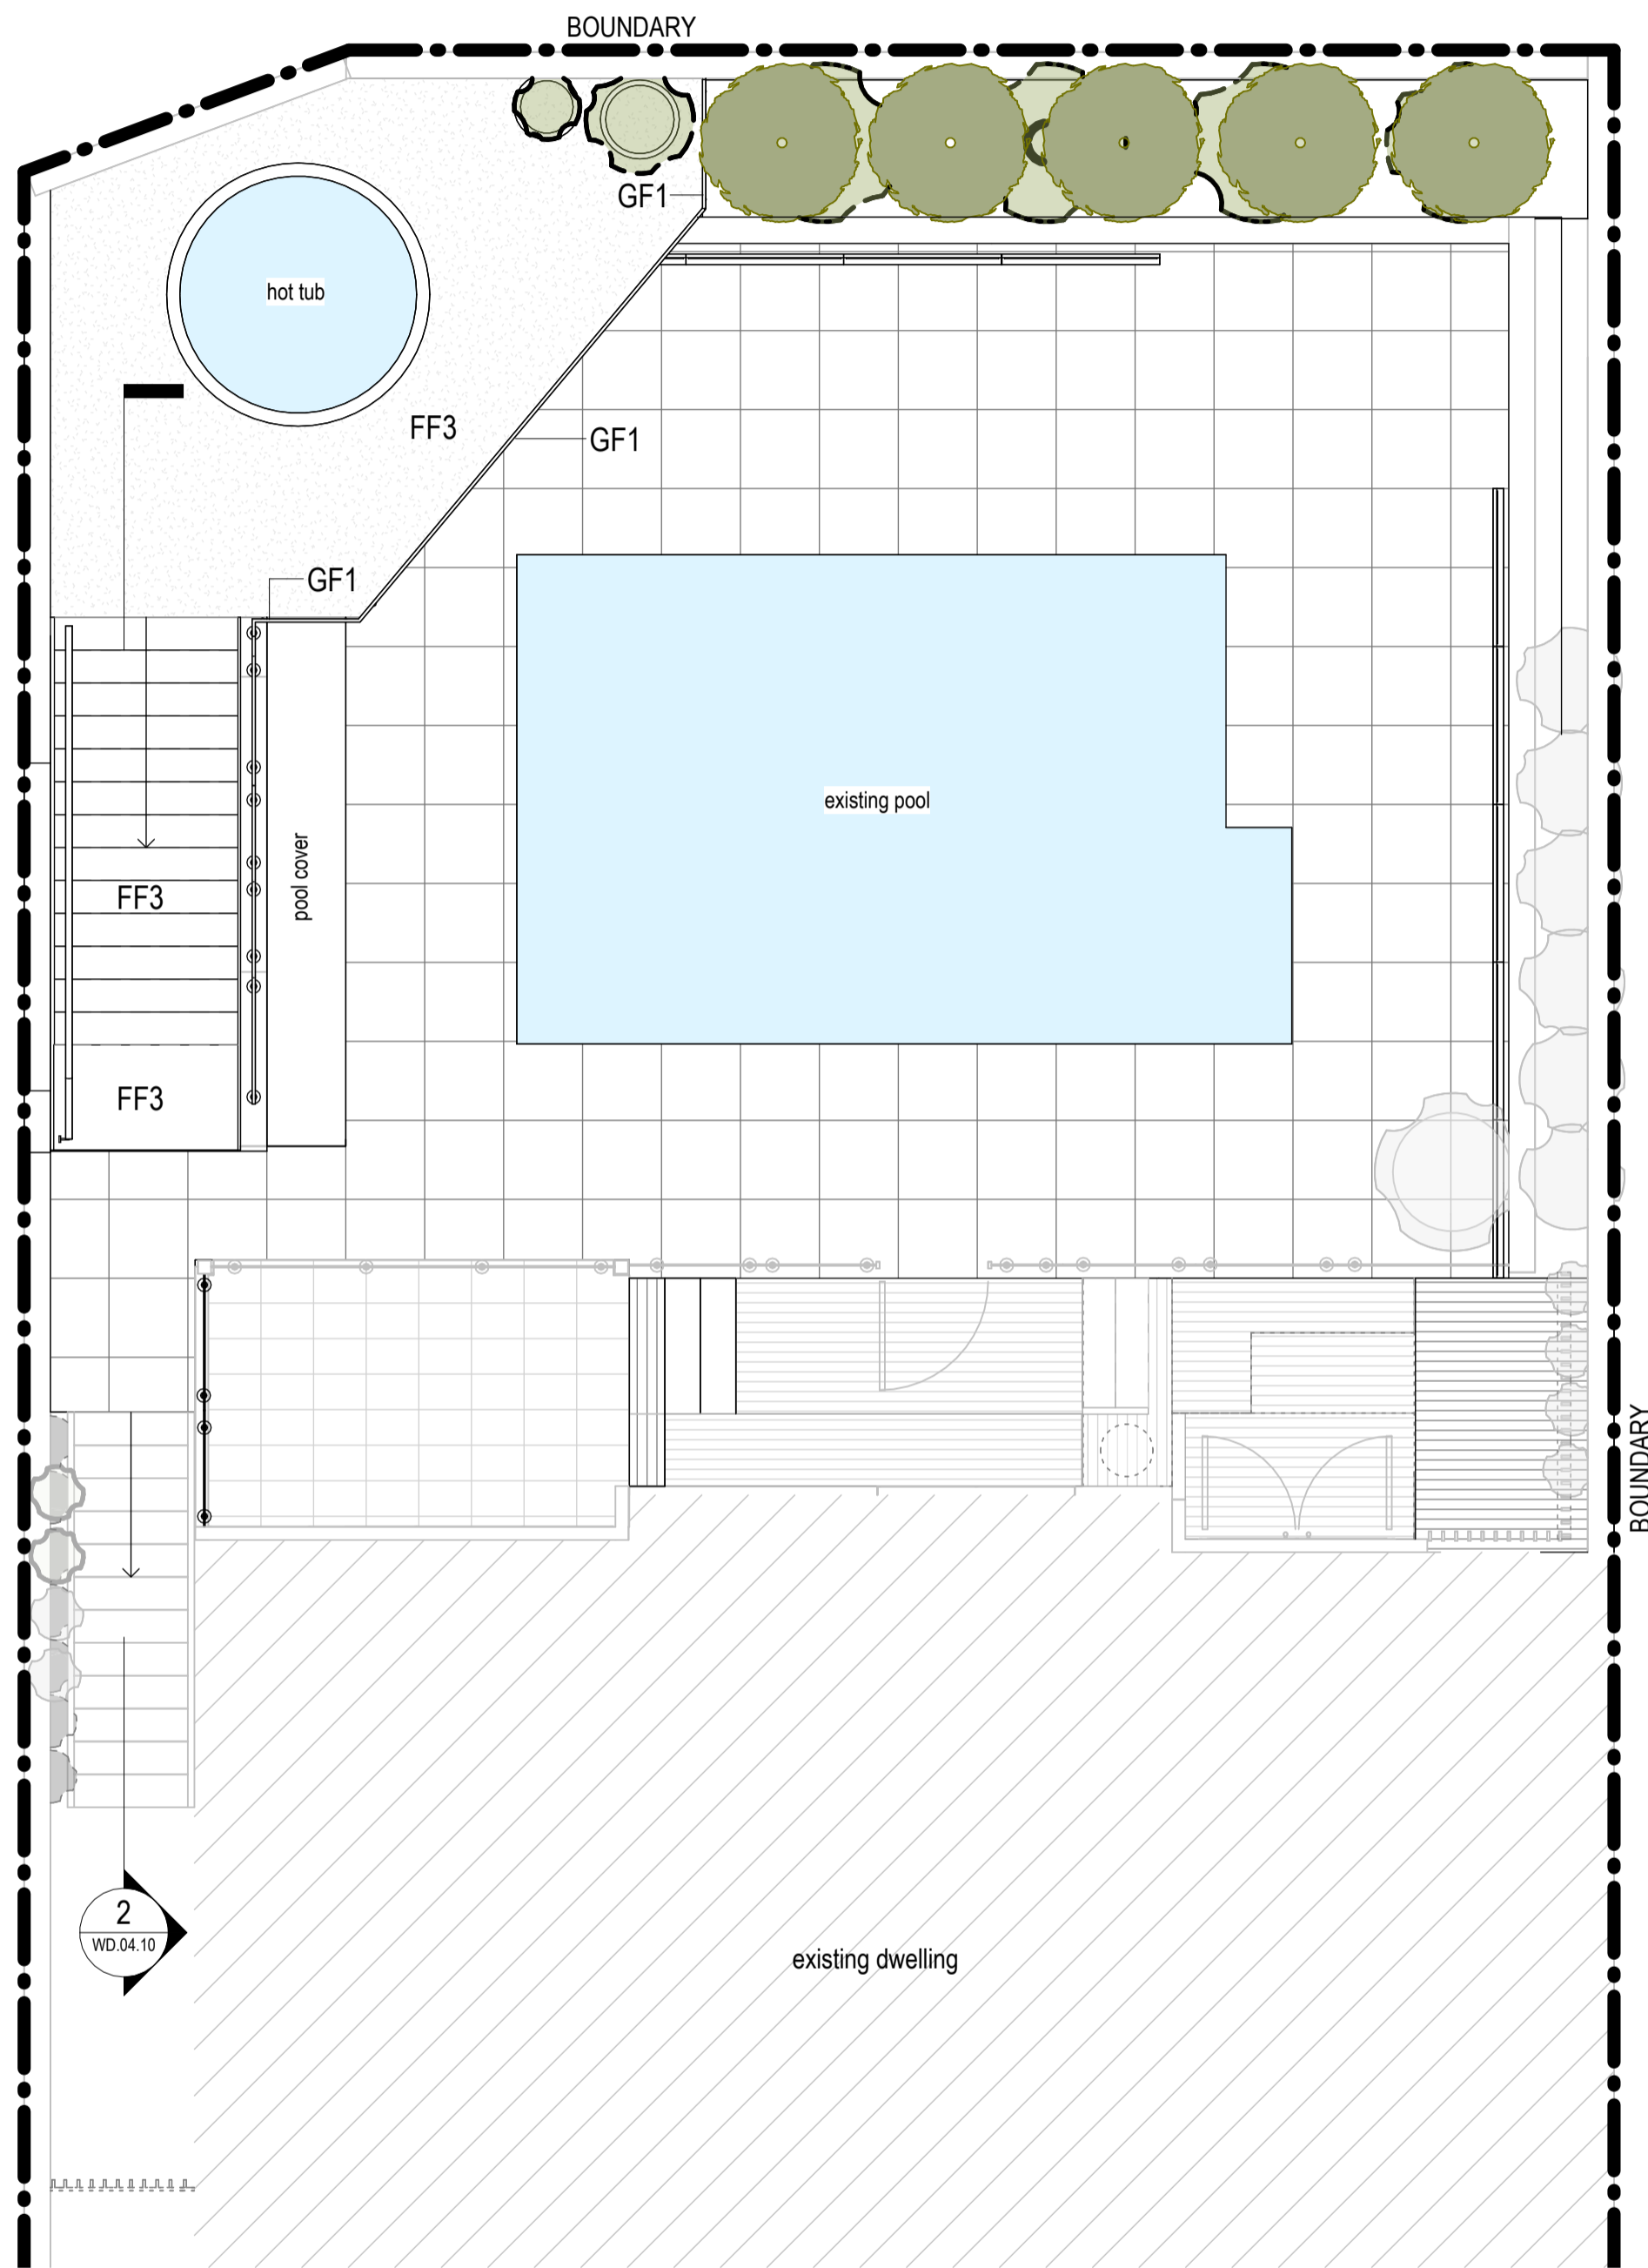 BOUNDARY
GF1
hot tub
FF3
GF1
GF1
existing pool
pool cover
FF3
FF3
BOUNDARY
2
WD.04.10
existing dwelling